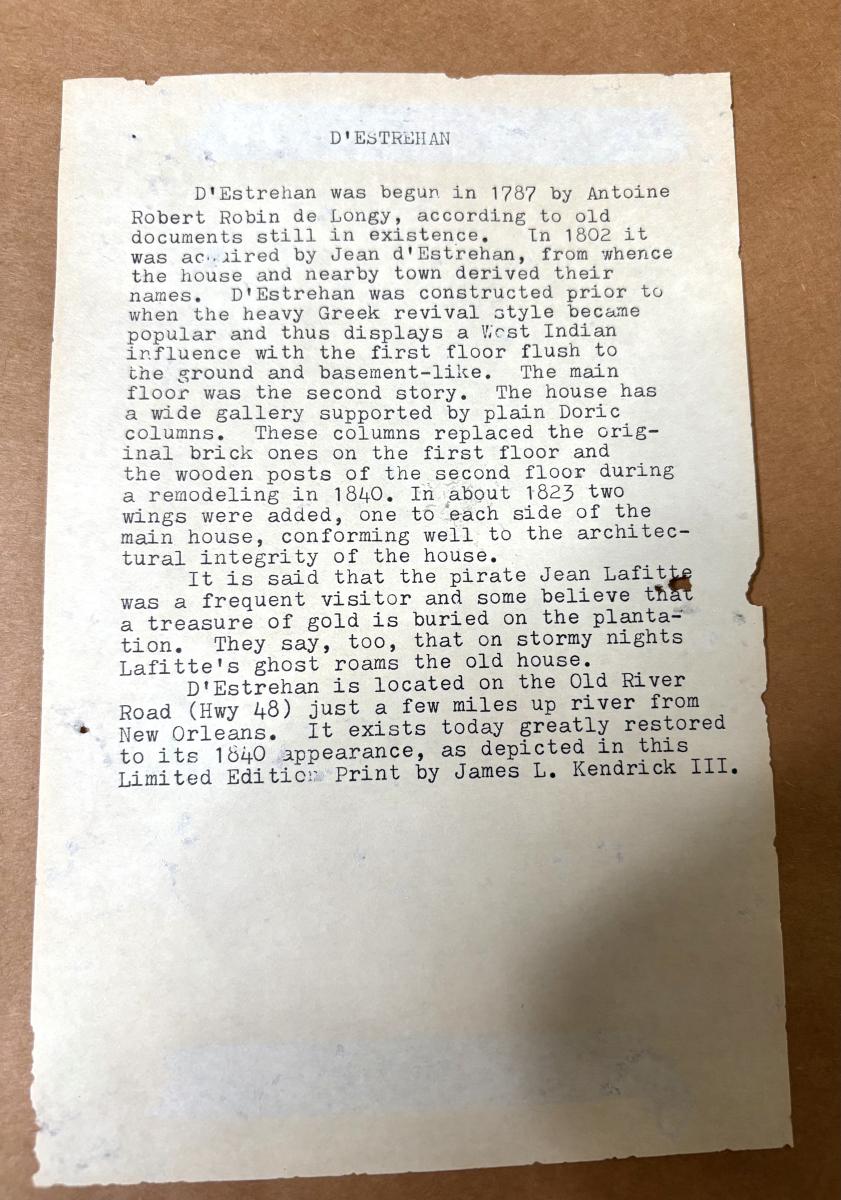 D'ESTREHAN
D'Estrehan was begun in 1787 by Antoine
Robert Robin de Longy, according to old
documents still in existence. In 1802 it
was acquired by Jean d'Estrehan, from whence
the house and nearby town derived their
names. D'Estrehan was constructed prior to
when the heavy Greek revival style became
popular and thus displays a West Indian
influence with the first floor flush to
the ground and basement-like. The main
floor was the second story. The house has
a wide gallery supported by plain Doric
columns. These columns replaced the orig-
inal brick ones on the first floor and
the wooden posts of the second floor during
a remodeling in 1840. In about 1823 two
wings were added, one to each side of the
main house, conforming well to the architec-
tural integrity of the house.
It is said that the pirate Jean Lafitte
was a frequent visitor and some believe that
a treasure of gold is buried on the planta-
tion. They say, too, that on stormy nights
Lafitte's ghost roams the old house.
D'Estrehan is located on the Old River
Road (Hwy 48) just a few miles up river from
New Orleans. It exists today greatly restored
to its 1840 appearance, as depicted in this
Limited Edition Print by James L. Kendrick III.